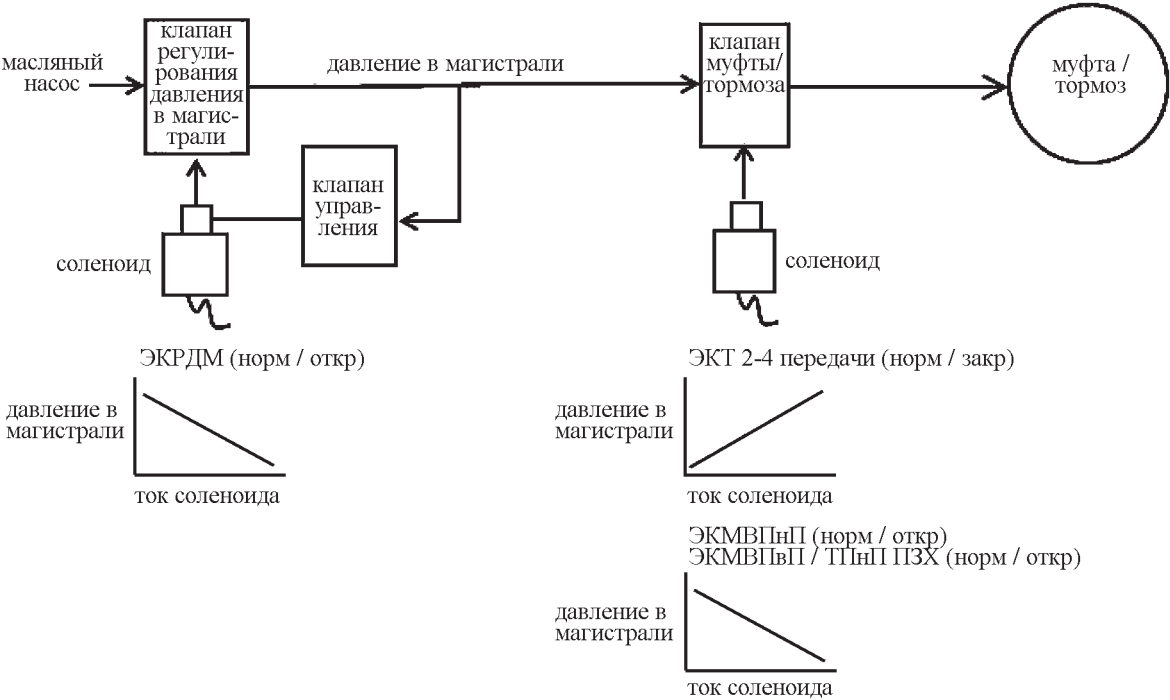 масляный
насос
клапан
регули-
рования
давления
в магис-
трали
давление в магистрали
клапан
муфты/
тормоза
муфта /
тормоз
клапан
управ-
ления
соленоид
соленоид
ЭКРДМ (норм / откр)
давление в
магистрали
ток соленоида
ЭКТ 2-4 передачи (норм / закр)
давление в
магистрали
ток соленоида
ЭКМВПнП (норм / откр)
ЭКМВПвП / ТПнП ПЗХ (норм / откр)
давление в
магистрали
ток соленоида